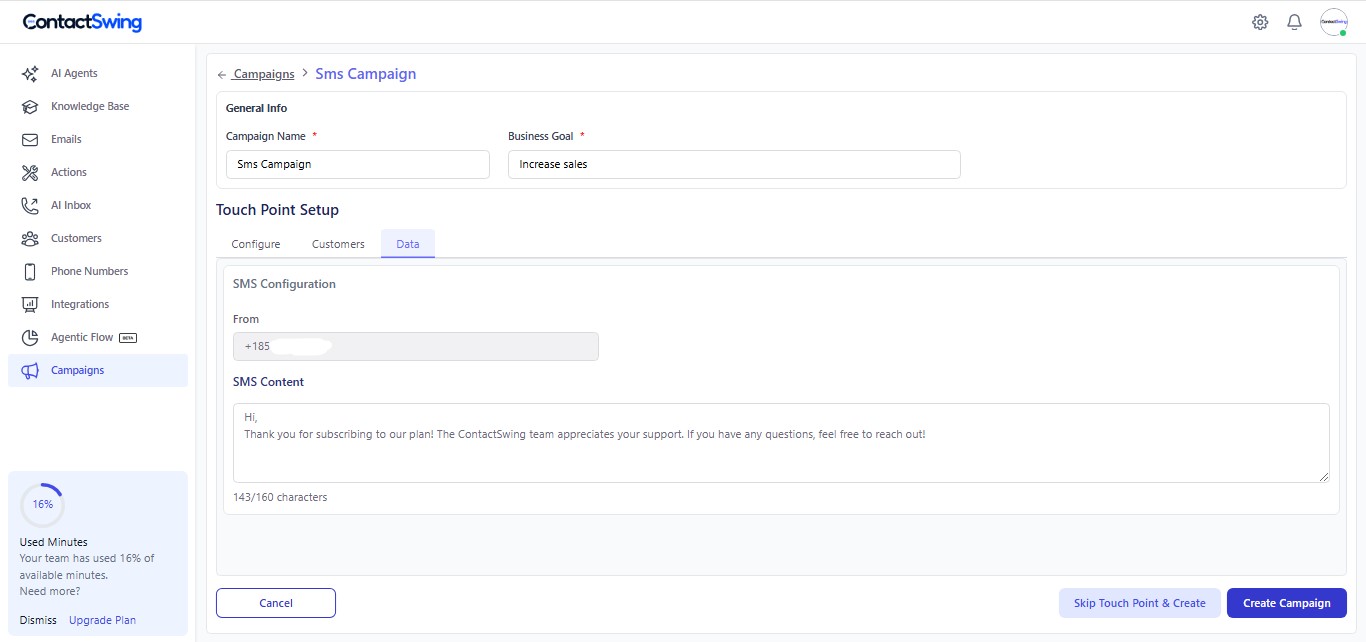 ContactSwing
AI Agents
Knowledge Base
Emails
Actions
AI Inbox
Customers
Phone Numbers
Integrations
Agentic Flow BETA
Campaigns
16%
Used Minutes
Your team has used 16% of
available minutes.
Need more?
Dismiss Upgrade Plan
← Campaigns > Sms Campaign
General Info
Campaign Name * Business Goal *
Sms Campaign Increase sales
Touch Point Setup
Configure Customers Data
SMS Configuration
From
+185
SMS Content
Hi,
Thank you for subscribing to our plan! The ContactSwing team appreciates your support. If you have any questions, feel free to reach out!
143/160 characters
Cancel Skip Touch Point & Create Create Campaign